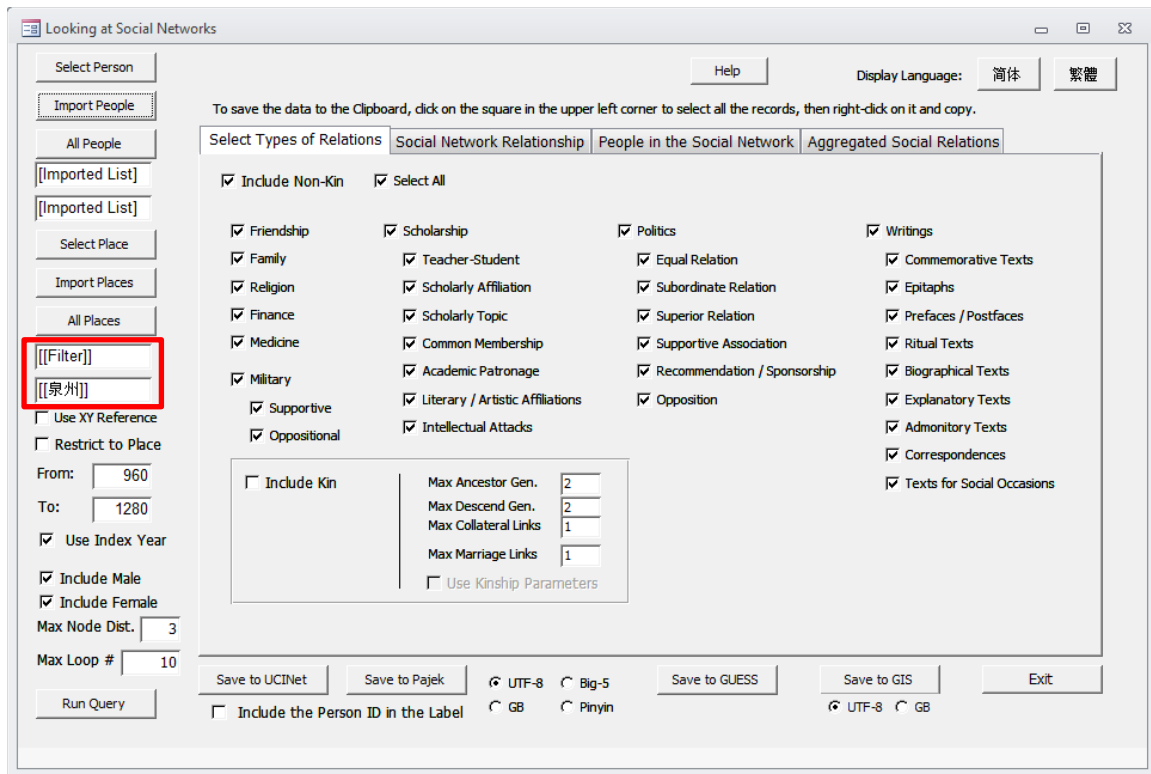 Looking at Social Networks
Select Person
Import People
All People
[Imported List]
[Imported List]
Select Place
Import Places
All Places
[[Filter]]
[[泉州]]
Use XY Reference
Restrict to Place
From: 960
To: 1280
Use Index Year
Include Male
Include Female
Max Node Dist. 3
Max Loop # 10
Run Query
Help
Display Language: 简体 繁體
To save the data to the Clipboard, click on the square in the upper left corner to select all the records, then right-click on it and copy.
Select Types of Relations Social Network Relationship People in the Social Network Aggregated Social Relations
Include Non-Kin Select All
Friendship
Family
Religion
Finance
Medicine
Military
Supportive
Oppositional
Scholarship
Teacher-Student
Scholarly Affiliation
Scholarly Topic
Common Membership
Academic Patronage
Literary / Artistic Affiliations
Intellectual Attacks
Politics
Equal Relation
Subordinate Relation
Superior Relation
Supportive Association
Recommendation / Sponsorship
Opposition
Writings
Commemorative Texts
Epitaphs
Prefaces / Postfaces
Ritual Texts
Biographical Texts
Explanatory Texts
Admonitory Texts
Correspondences
Texts for Social Occasions
Include Kin
Max Ancestor Gen. 2
Max Descend Gen. 2
Max Collateral Links 1
Max Marriage Links 1
Use Kinship Parameters
Save to UCINet
Save to Pajek
UTF-8 Big-5
GB Pinyin
Save to GUESS
Save to GIS
UTF-8 GB
Exit
Include the Person ID in the Label